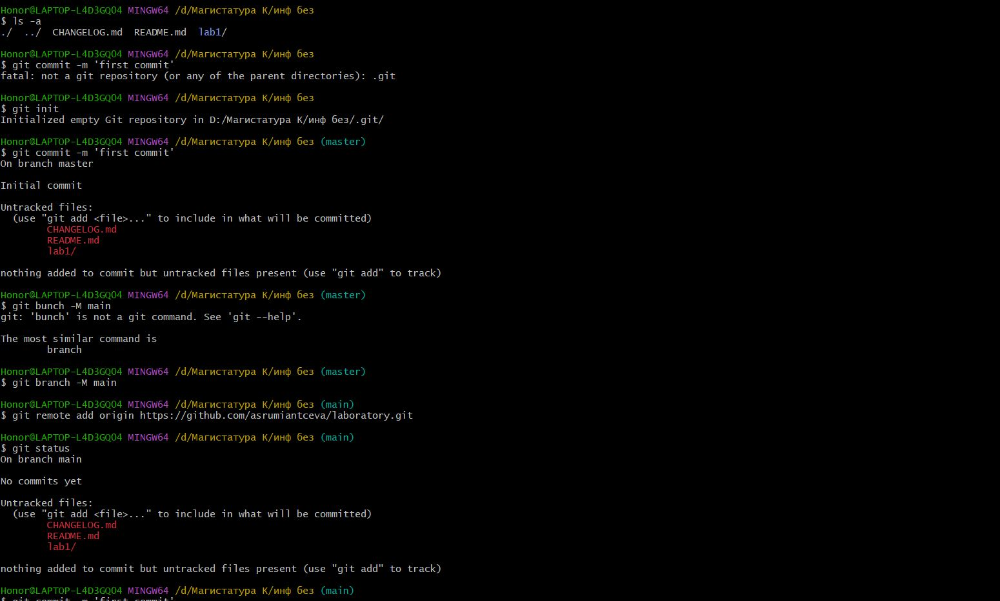 Honor@LAPTOP-L4D3GQO4 MINGW64 /d/Магистатура К/инф без
$ ls -a
./  ../  CHANGELOG.md  README.md  lab1/
Honor@LAPTOP-L4D3GQO4 MINGW64 /d/Магистатура К/инф без
$ git commit -m 'first commit'
fatal: not a git repository (or any of the parent directories): .git
Honor@LAPTOP-L4D3GQO4 MINGW64 /d/Магистатура К/инф без
$ git init
Initialized empty Git repository in D:/Магистатура К/инф без/.git/
Honor@LAPTOP-L4D3GQO4 MINGW64 /d/Магистатура К/инф без (master)
$ git commit -m 'first commit'
On branch master
Initial commit
Untracked files:
  (use "git add <file>..." to include in what will be committed)
        CHANGELOG.md
        README.md
        lab1/
nothing added to commit but untracked files present (use "git add" to track)
Honor@LAPTOP-L4D3GQO4 MINGW64 /d/Магистатура К/инф без (master)
$ git bunch -M main
git: 'bunch' is not a git command. See 'git --help'.
The most similar command is
        branch
Honor@LAPTOP-L4D3GQO4 MINGW64 /d/Магистатура К/инф без (master)
$ git branch -M main
Honor@LAPTOP-L4D3GQO4 MINGW64 /d/Магистатура К/инф без (main)
$ git remote add origin https://github.com/asrumiantceva/laboratory.git
Honor@LAPTOP-L4D3GQO4 MINGW64 /d/Магистатура К/инф без (main)
$ git status
On branch main
No commits yet
Untracked files:
  (use "git add <file>..." to include in what will be committed)
        CHANGELOG.md
        README.md
        lab1/
nothing added to commit but untracked files present (use "git add" to track)
Honor@LAPTOP-L4D3GQO4 MINGW64 /d/Магистатура К/инф без (main)
$ git commit -m 'first commit'